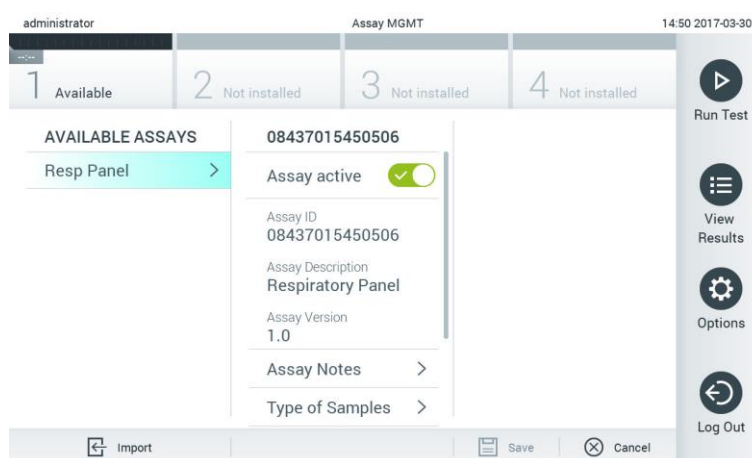 administrator Assay MGMT 14:50 2017-03-30
--:--
1 Available 2 Not installed 3 Not installed 4 Not installed
Run Test
AVAILABLE ASSAYS 08437015450506
Resp Panel Assay active
Assay ID
08437015450506
View
Results
Assay Description
Respiratory Panel
Assay Version
1.0
Options
Assay Notes
Type of Samples
Log Out
Import Save Cancel